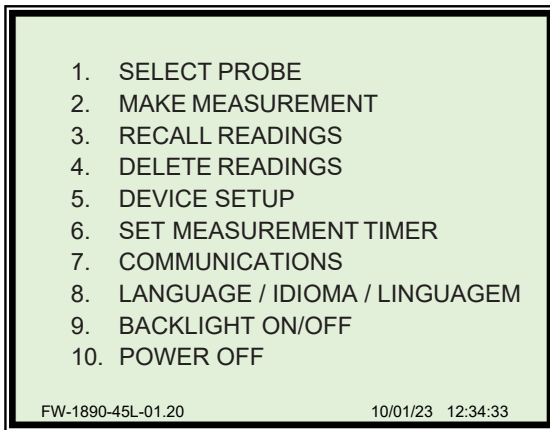 1. SELECT PROBE
2. MAKE MEASUREMENT
3. RECALL READINGS
4. DELETE READINGS
5. DEVICE SETUP
6. SET MEASUREMENT TIMER
7. COMMUNICATIONS
8. LANGUAGE / IDIOMA / LINGUAGEM
9. BACKLIGHT ON/OFF
10. POWER OFF
FW-1890-45L-01.20 10/01/23 12:34:33